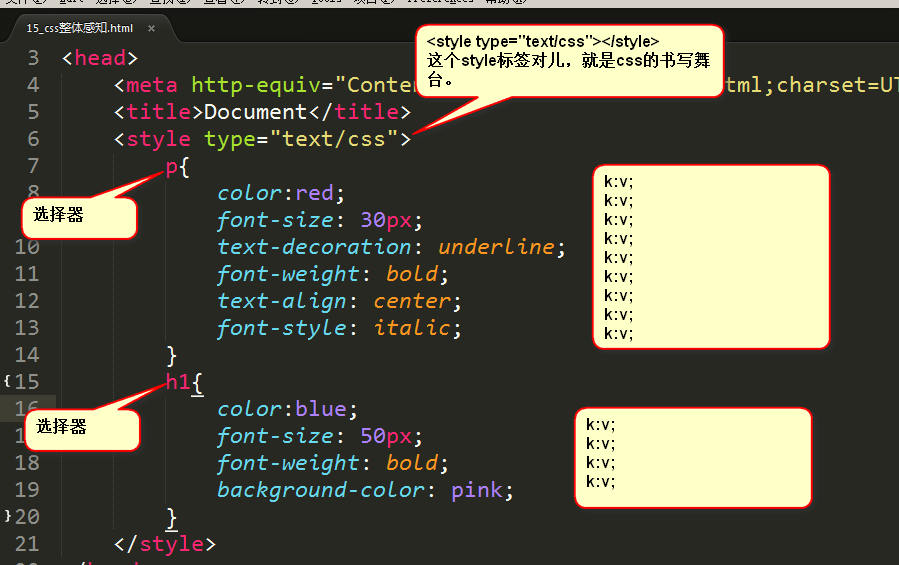 15_css整体感知.html ×
<style type="text/css"></style>
这个style标签对儿，就是css的书写舞
台。
3 <head>
4 <meta http-equiv="Conten tml;charset=UT
5 <title>Document</title>
6 <style type="text/css">
7 p{
选择器
8 color:red;
font-size: 30px;
10 text-decoration: underline;
11 font-weight: bold;
12 text-align: center;
13 font-style: italic;
14 }
k:v;
k:v;
k:v;
k:v;
k:v;
k:v;
k:v;
k:v;
k:v;
{15 h1{
选择器
16 color:blue;
1 font-size: 50px;
18 font-weight: bold;
19 background-color: pink;
}20 }
21 </style>
k:v;
k:v;
k:v;
k:v;